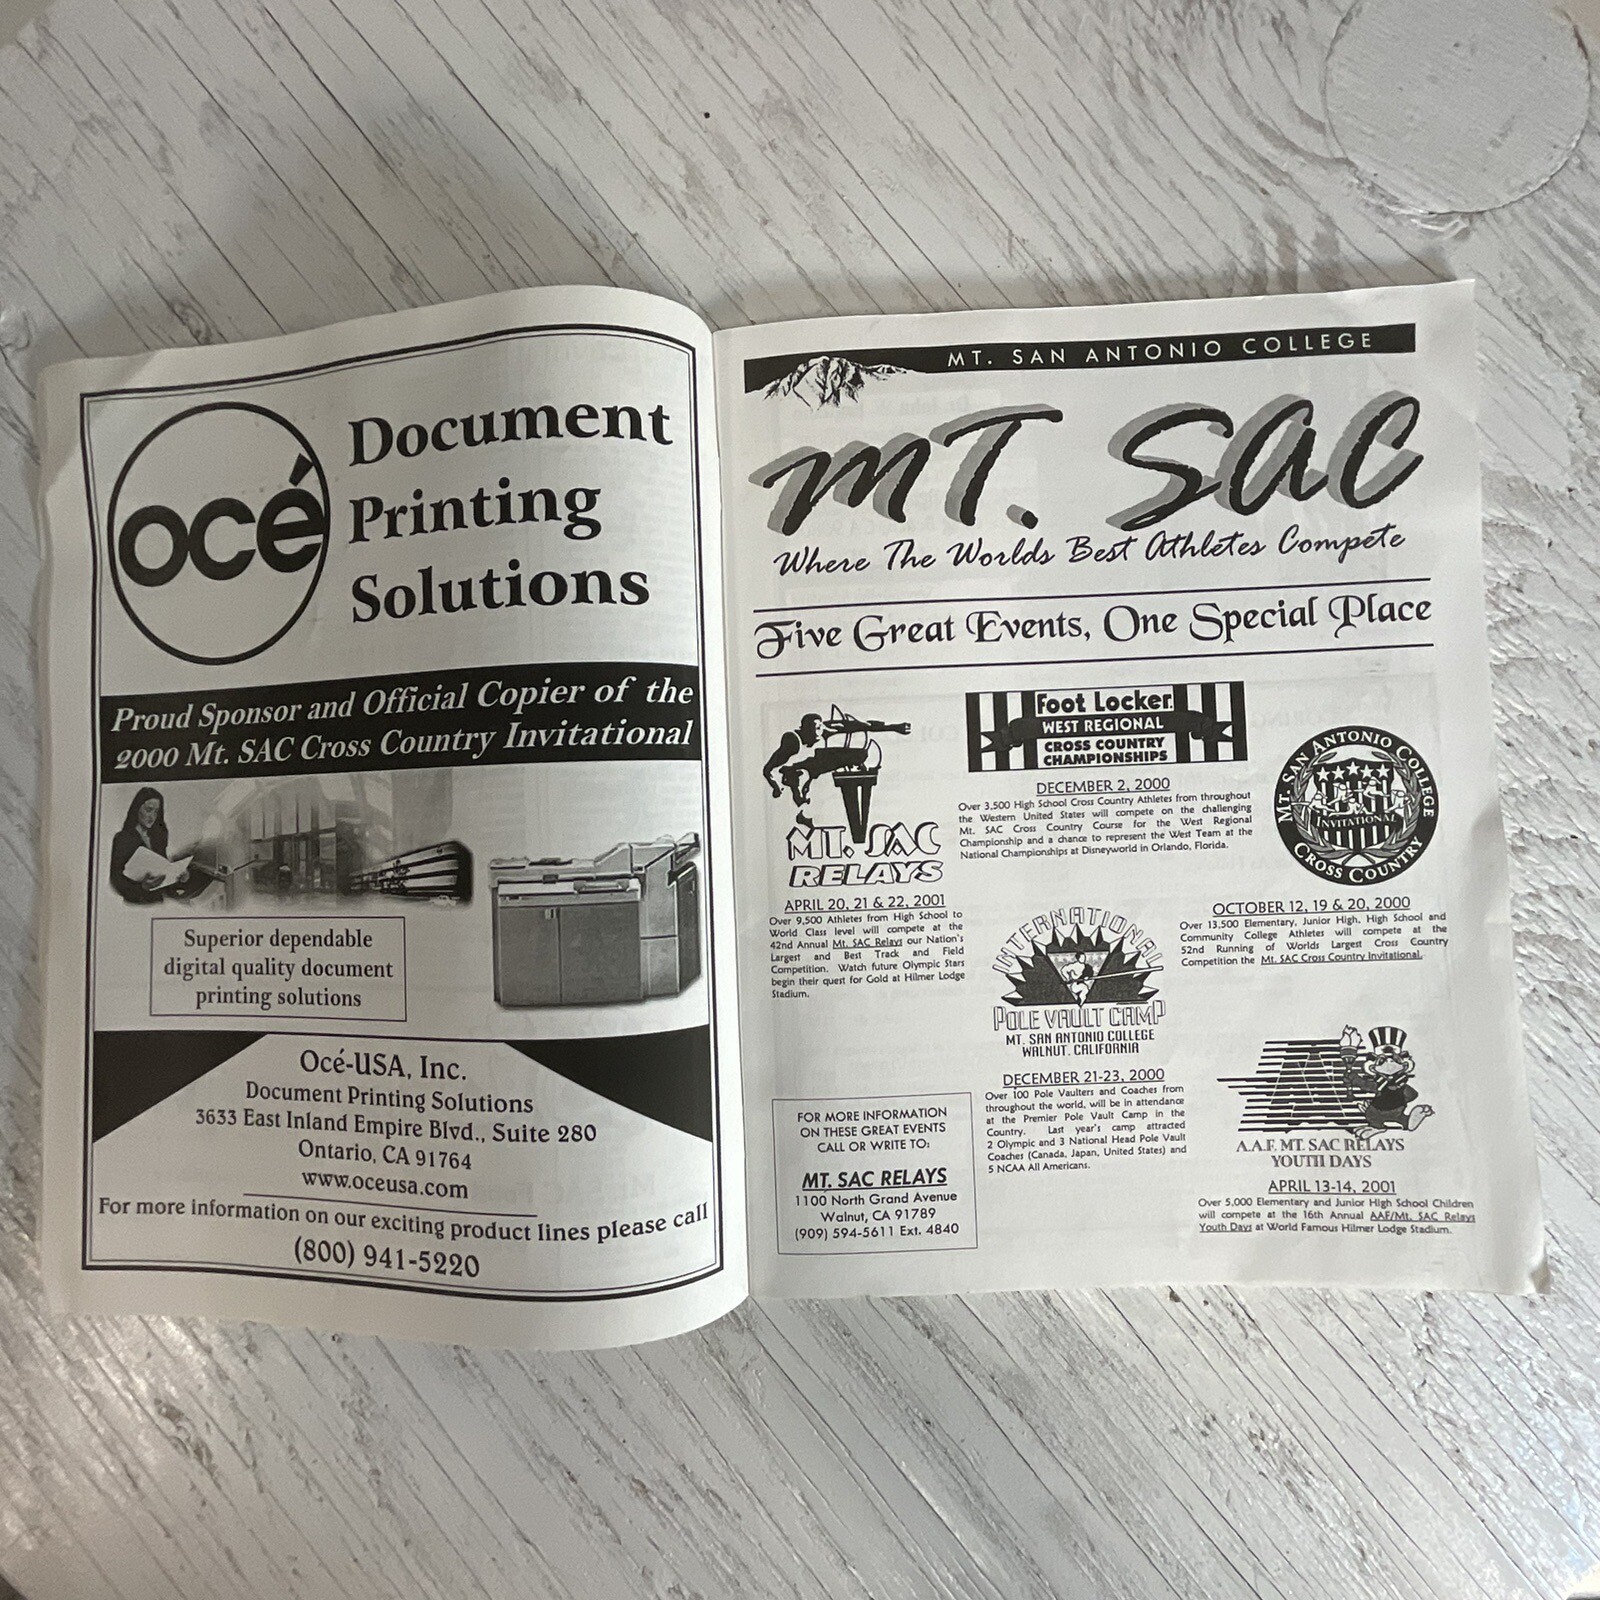 océ
Document
Printing
Solutions
Proud Sponsor and Official Copier of the
2000 Mt. SAC Cross Country Invitational
Superior dependable
digital quality document
printing solutions
Océ-USA, Inc.
Document Printing Solutions
3633 East Inland Empire Blvd., Suite 280
Ontario, CA 91764
www.oceusa.com
For more information on our exciting product lines please call
(800) 941-5220
MT. SAN ANTONIO COLLEGE
MT. SAC
Where The Worlds Best Athletes Compete
Five Great Events, One Special Place
MT. SAC
RELAYS
APRIL 20, 21 & 22, 2001
Over 9,500 Athletes from High School to
World Class level will compete at the
42nd Annual Mt. SAC Relays our Nation's
Largest and Best Track and Field
Competition. Watch future Olympic Stars
begin their quest for Gold at Hilmer Lodge
Stadium.
Foot Locker
WEST REGIONAL
CROSS COUNTRY
CHAMPIONSHIPS
DECEMBER 2, 2000
Over 3,500 High School Cross Country Athletes from throughout
the Western United States will compete on the challenging
Mt. SAC Cross Country Course for the West Regional
Championship and a chance to represent the West Team at the
National Championships at Disneyworld in Orlando, Florida.
MT. SAN ANTONIO COLLEGE
INVITATIONAL
CROSS COUNTRY
OCTOBER 12, 19 & 20, 2000
Over 13,500 Elementary, Junior High, High School and
Community College Athletes will compete at the
52nd Running of Worlds Largest Cross Country
Competition the Mt. SAC Cross Country Invitational.
INTERNATIONAL
POLE VAULT CAMP
MT. SAN ANTONIO COLLEGE
WALNUT, CALIFORNIA
DECEMBER 21-23, 2000
Over 100 Pole Vaulters and Coaches from
throughout the world, will be in attendance
at the Premier Pole Vault Camp in the
Country. Last year's camp attracted
2 Olympic and 3 National Head Pole Vault
Coaches (Canada, Japan, United States) and
5 NCAA All Americans.
A.A.F. MT. SAC RELAYS
YOUTH DAYS
APRIL 13-14, 2001
Over 5,000 Elementary and Junior High School Children
will compete at the 16th Annual AAF/Mt. SAC Relays
Youth Days at World Famous Hilmer Lodge Stadium.
FOR MORE INFORMATION
ON THESE GREAT EVENTS
CALL OR WRITE TO:
MT. SAC RELAYS
1100 North Grand Avenue
Walnut, CA 91789
(909) 594-5611 Ext. 4840